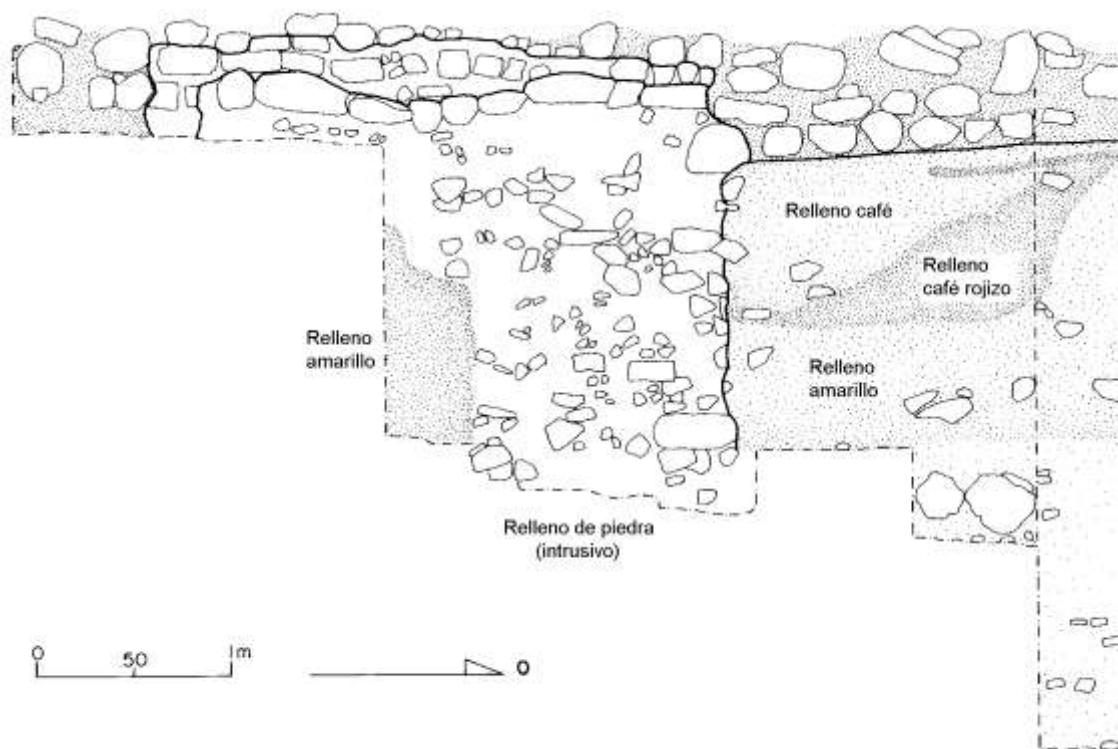 Relleno café
Relleno
café rojizo
Relleno
amarillo
Relleno
amarillo
Relleno de piedra
(intrusivo)
0 50 1m
O